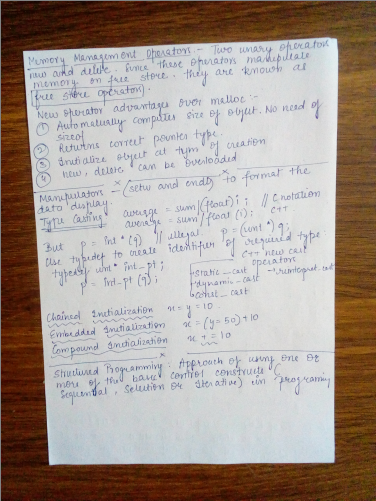 Memory Management Operators :- Two unary operators
new and delete. Since these operators manipulate
memory on free store, they are known as
free store operators.
New operator advantages over malloc :-
① Automatically computes size of object. No need of
sizeof
② Returns correct pointer type.
③ Initialize object at tym of creation
④ New, delete can be overloaded
Manipulators - (setw and endl) to format the
data display.
Type Casting average = sum/(float) i ; // C notation
average = sum/float (i) ; C++
But p = int * (q) // illegal p = (int *) q ;
Use typedef to create identifier of required type
typedef int * int_pt ; C++ new cast
p = int_pt (q) ; operators
static_cast
dynamic_cast
const_cast
Chained Initialization x = y = 10
Embedded Initialization x = (y = 50) + 10
Compound Initialization x + = 10
Structured Programming : Approach of using one or
more of the basic control constructs (
Sequential, Selection or Iterative) in programing